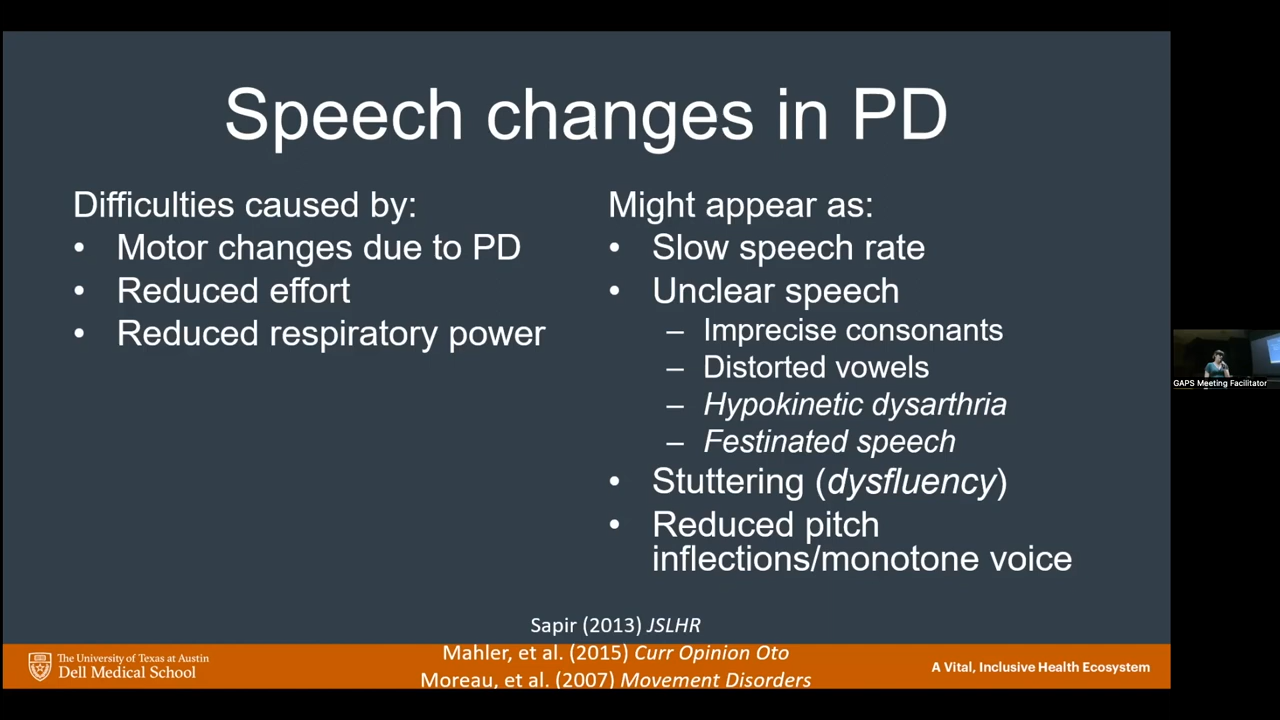 Speech changes in PD
Difficulties caused by:
• Motor changes due to PD
• Reduced effort
• Reduced respiratory power
Might appear as:
• Slow speech rate
• Unclear speech
– Imprecise consonants
– Distorted vowels
– Hypokinetic dysarthria
– Festinated speech
• Stuttering (dysfluency)
• Reduced pitch
inflections/monotone voice
Sapir (2013) JSLHR
Mahler, et al. (2015) Curr Opinion Oto
Moreau, et al. (2007) Movement Disorders
The University of Texas at Austin
Dell Medical School
A Vital, Inclusive Health Ecosystem
GAPS Meeting Facilitator